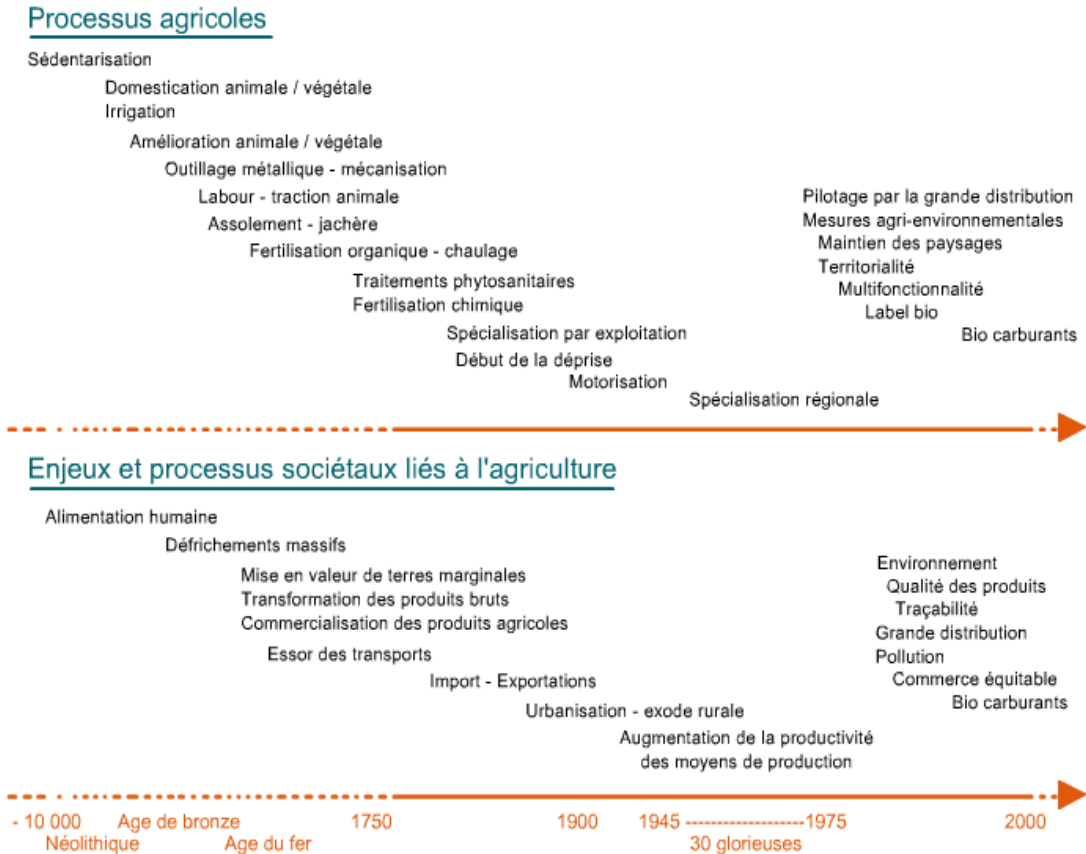 Processus agricoles
Sédentarisation
Domestication animale / végétale
Irrigation
Amélioration animale / végétale
Outillage métallique - mécanisation
Labour - traction animale
Assolement - jachère
Fertilisation organique - chaulage
Traitements phytosanitaires
Fertilisation chimique
Spécialisation par exploitation
Début de la déprise
Motorisation
Spécialisation régionale
Pilotage par la grande distribution
Mesures agri-environnementales
Maintien des paysages
Territorialité
Multifonctionnalité
Label bio
Bio carburants
Enjeux et processus sociétaux liés à l'agriculture
Alimentation humaine
Défrichements massifs
Mise en valeur de terres marginales
Transformation des produits bruts
Commercialisation des produits agricoles
Essor des transports
Import - Exportations
Urbanisation - exode rurale
Augmentation de la productivité
des moyens de production
Environnement
Qualité des produits
Traçabilité
Grande distribution
Pollution
Commerce équitable
Bio carburants
- 10 000 Age de bronze 1750 1900 1945 --------------------1975 2000
Néolithique Age du fer 30 glorieuses